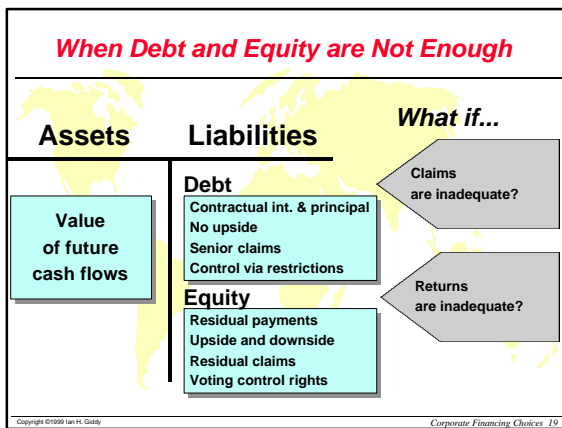 When Debt and Equity are Not Enough
What if...
Assets
Liabilities
Value
of future
cash flows
Debt
Contractual int. & principal
No upside
Senior claims
Control via restrictions
Equity
Residual payments
Upside and downside
Residual claims
Voting control rights
Claims
are inadequate?
Returns
are inadequate?
Copyright ©1999 Ian H. Giddy
Corporate Financing Choices 19